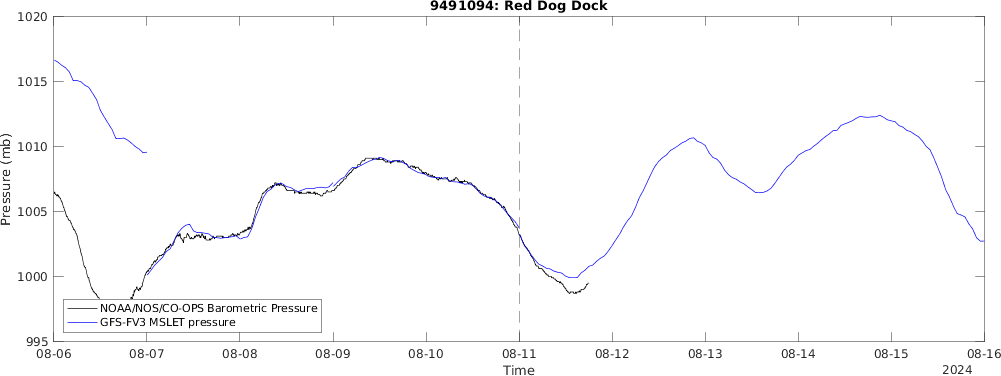 9491094: Red Dog Dock
Pressure (mb)
1020
1015
1010
1005
1000
995
NOAA/NOS/CO-OPS Barometric Pressure
GFS-FV3 MSLET pressure
08-06 08-07 08-08 08-09 08-10 08-11 08-12 08-13 08-14 08-15 08-16
Time
2024